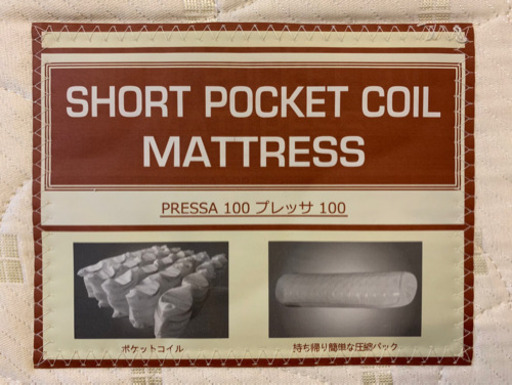 SHORT POCKET COIL
MATTRESS
PRESSA 100 プレッサ 100
ポケットコイル
持ち帰り簡単な圧縮パック